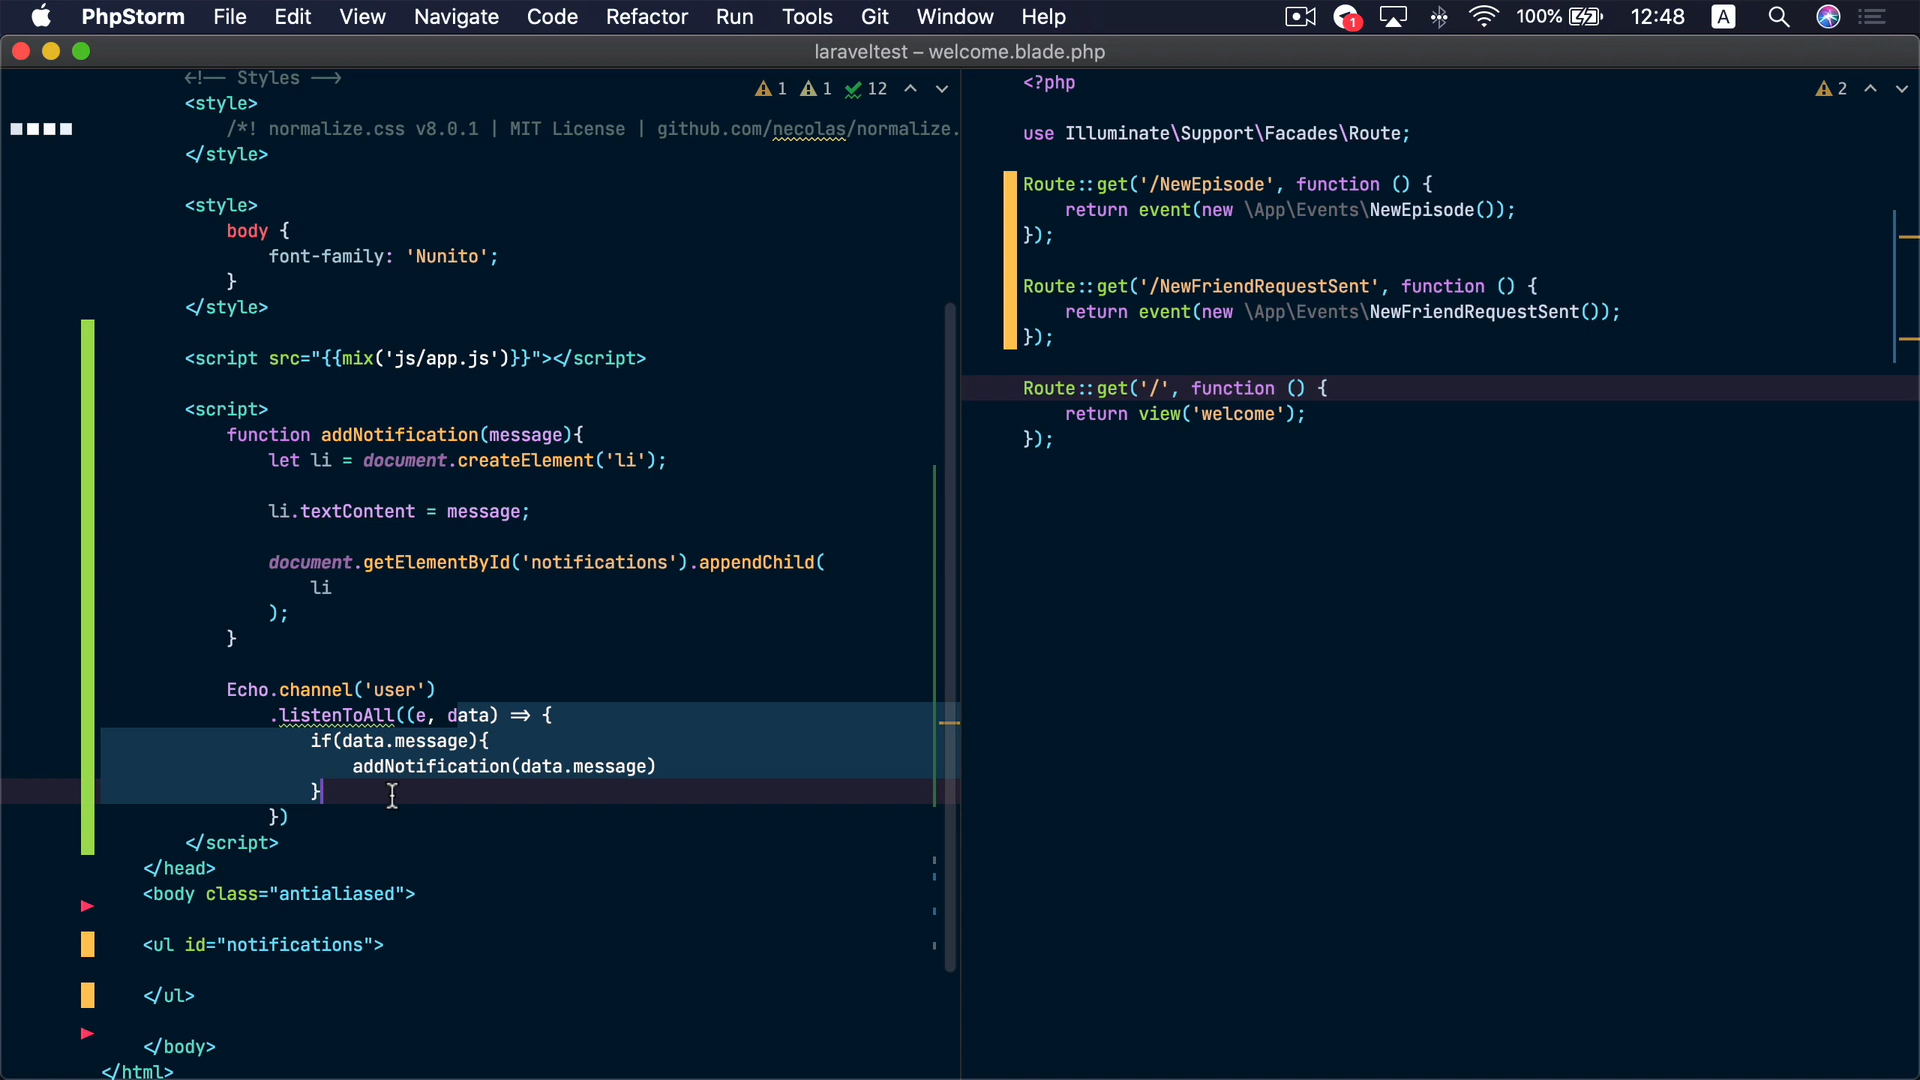 PhpStorm File Edit View Navigate Code Refactor Run Tools Git Window Help 1 100% 12:48 A
laraveltest – welcome.blade.php
<!-- Styles -->
1 1 12
<style>
/*! normalize.css v8.0.1 | MIT License | github.com/necolas/normalize.
</style>
<style>
body {
font-family: 'Nunito';
}
</style>
<script src="{{mix('js/app.js')}}"></script>
<script>
function addNotification(message){
let li = document.createElement('li');
li.textContent = message;
document.getElementById('notifications').appendChild(
li
);
}
Echo.channel('user')
.listenToAll((e, data) => {
if(data.message){
addNotification(data.message)
}
})
</script>
</head>
<body class="antialiased">
<ul id="notifications">
</ul>
</body>
</html>
<?php
2
use Illuminate\Support\Facades\Route;
Route::get('/NewEpisode', function () {
return event(new \App\Events\NewEpisode());
});
Route::get('/NewFriendRequestSent', function () {
return event(new \App\Events\NewFriendRequestSent());
});
Route::get('/', function () {
return view('welcome');
});